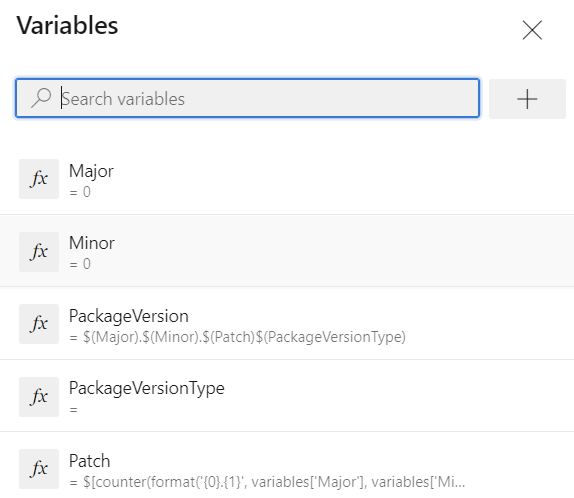 Variables
Search variables
fx
Major
= 0
fx
Minor
= 0
fx
PackageVersion
= $(Major).$(Minor).$(Patch)$(PackageVersionType)
fx
PackageVersionType
=
fx
Patch
= $[counter(format('{0}.{1}', variables['Major'], variables['Mi...